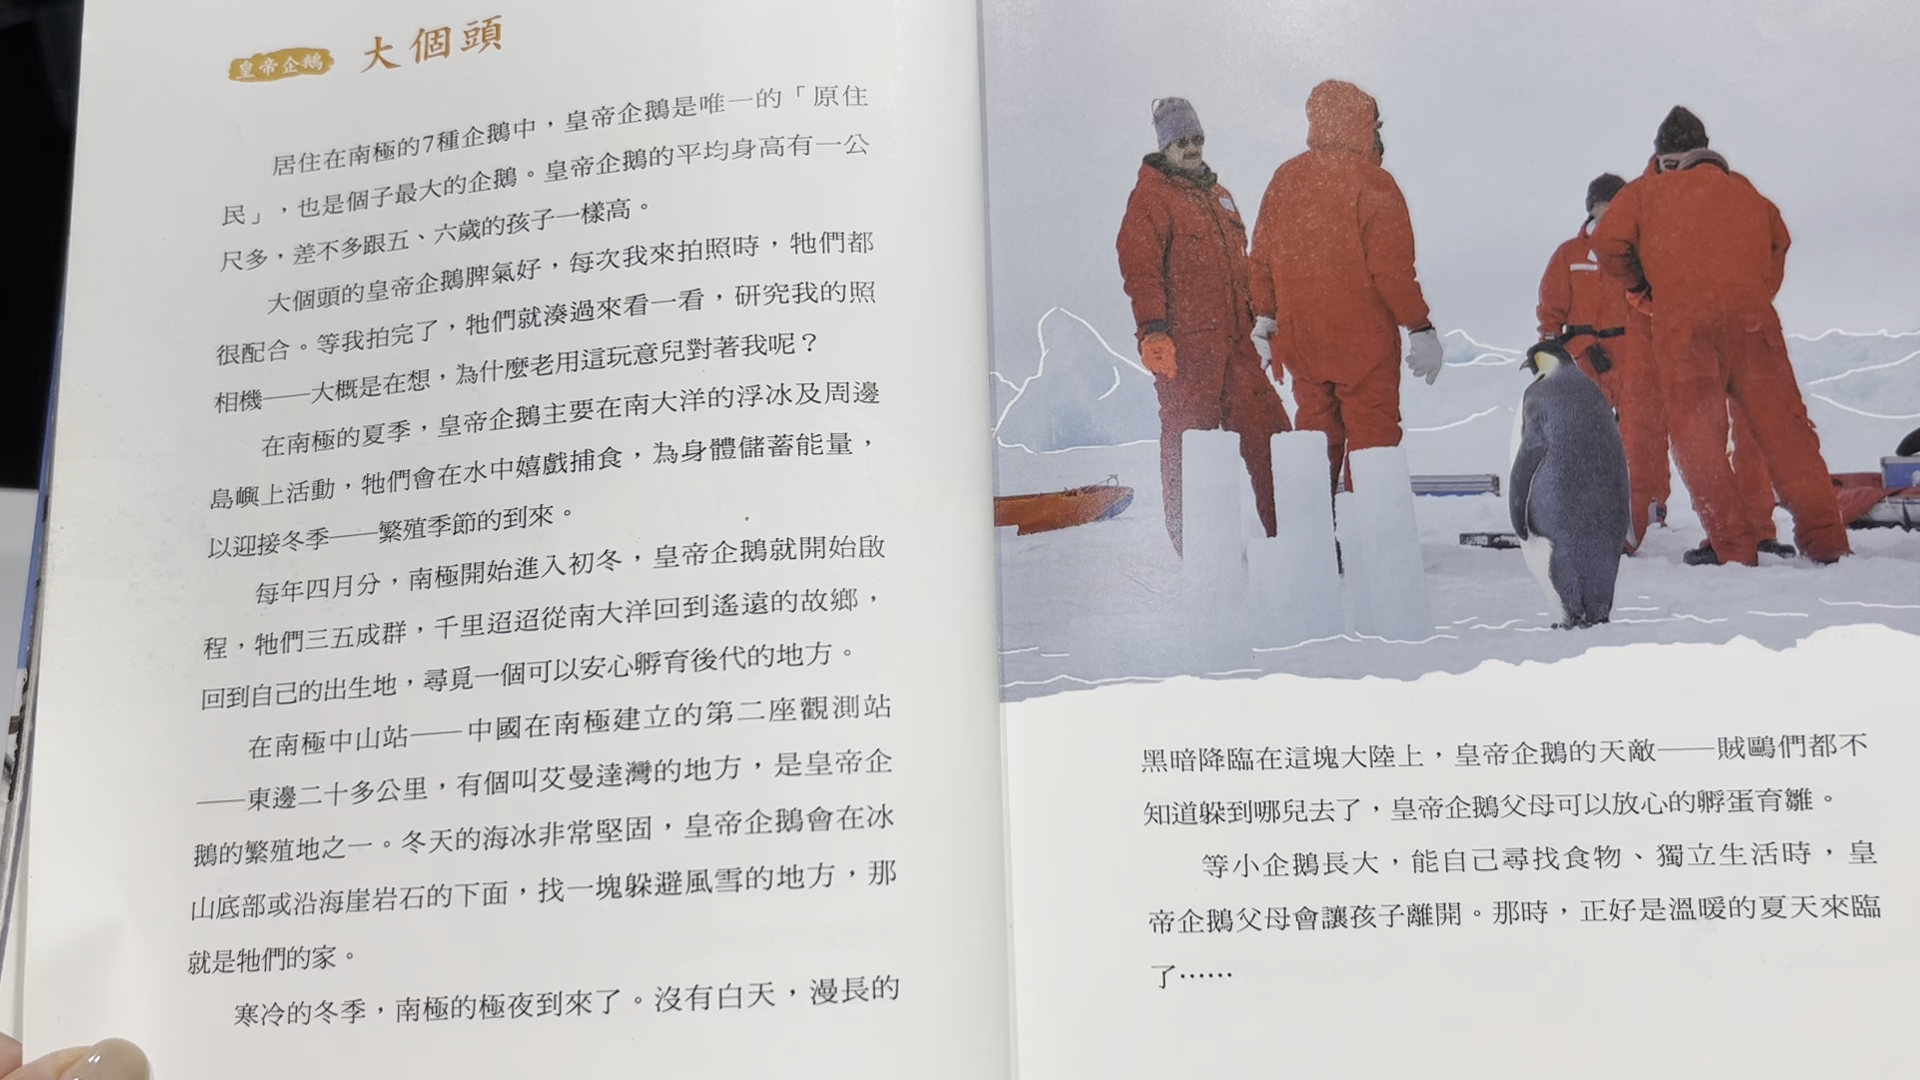 皇帝企鵝 大個頭
居住在南極的7種企鵝中，皇帝企鵝是唯一的「原住
民」，也是個子最大的企鵝。皇帝企鵝的平均身高有一公
尺多，差不多跟五、六歲的孩子一樣高。
大個頭的皇帝企鵝脾氣好，每次我來拍照時，牠們都
很配合。等我拍完了，牠們就湊過來看一看，研究我的照
相機——大概是在想，為什麼老用這玩意兒對著我呢？
在南極的夏季，皇帝企鵝主要在南大洋的浮冰及周邊
島嶼上活動，牠們會在水中嬉戲捕食，為身體儲蓄能量，
以迎接冬季——繁殖季節的到來。
每年四月分，南極開始進入初冬，皇帝企鵝就開始啟
程，牠們三五成群，千里迢迢從南大洋回到遙遠的故鄉，
回到自己的出生地，尋覓一個可以安心孵育後代的地方。
在南極中山站——中國在南極建立的第二座觀測站
——東邊二十多公里，有個叫艾曼達灣的地方，是皇帝企
鵝的繁殖地之一。冬天的海冰非常堅固，皇帝企鵝會在冰
山底部或沿海崖岩石的下面，找一塊躲避風雪的地方，那
就是牠們的家。
寒冷的冬季，南極的極夜到來了。沒有白天，漫長的
黑暗降臨在這塊大陸上，皇帝企鵝的天敵——賊鷗們都不
知道躲到哪兒去了，皇帝企鵝父母可以放心的孵蛋育雛。
等小企鵝長大，能自己尋找食物、獨立生活時，皇
帝企鵝父母會讓孩子離開。那時，正好是溫暖的夏天來臨
了……